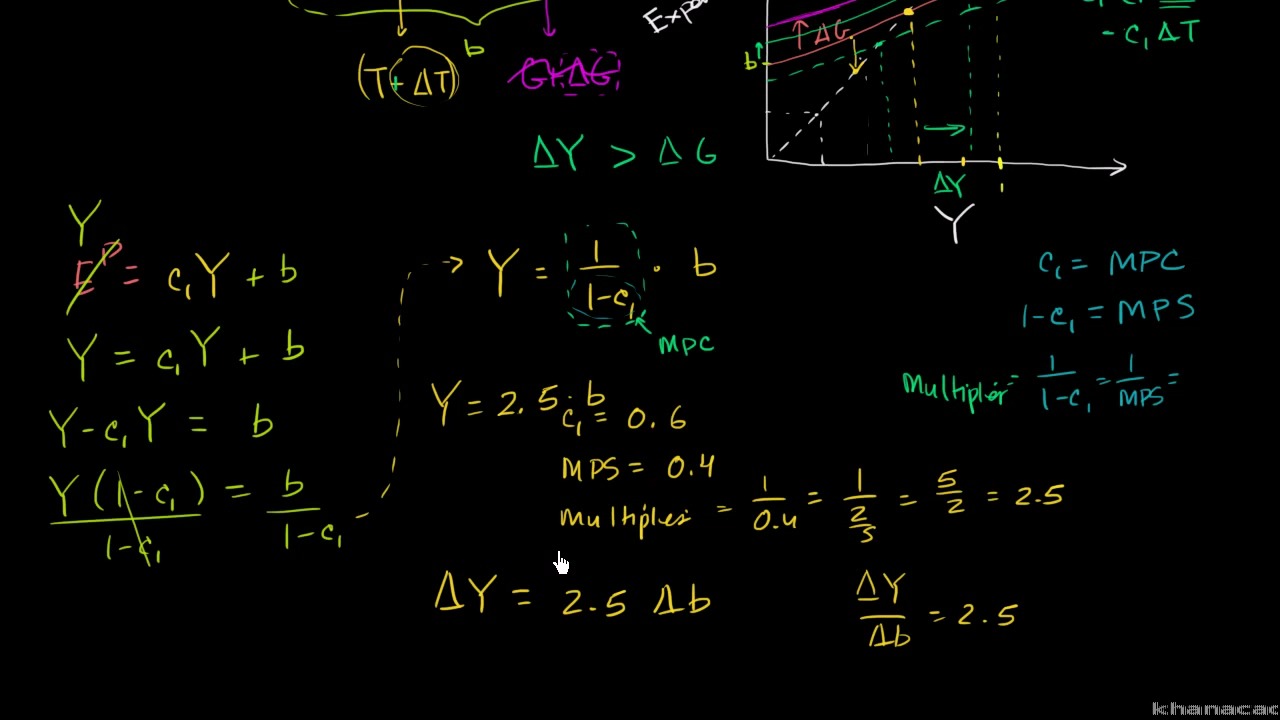 b
(T + ΔT)
G + ΔG
Expa
↑ΔG
b
- c₁ ΔT
ΔY > ΔG
ΔY
Y
Y
Eᴾ = c₁Y + b
Y = c₁Y + b
Y - c₁Y = b
Y(1-c₁) = b
1-c₁ 1-c₁
Y = 1/(1-c₁) · b
MPC
Y = 2.5 · b
c₁ = 0.6
MPS = 0.4
Multiplier = 1/0.4 = 1/(2/5) = 5/2 = 2.5
ΔY = 2.5 Δb
ΔY/Δb = 2.5
c₁ = MPC
1-c₁ = MPS
Multiplier = 1/(1-c₁) = 1/MPS =
khanacac